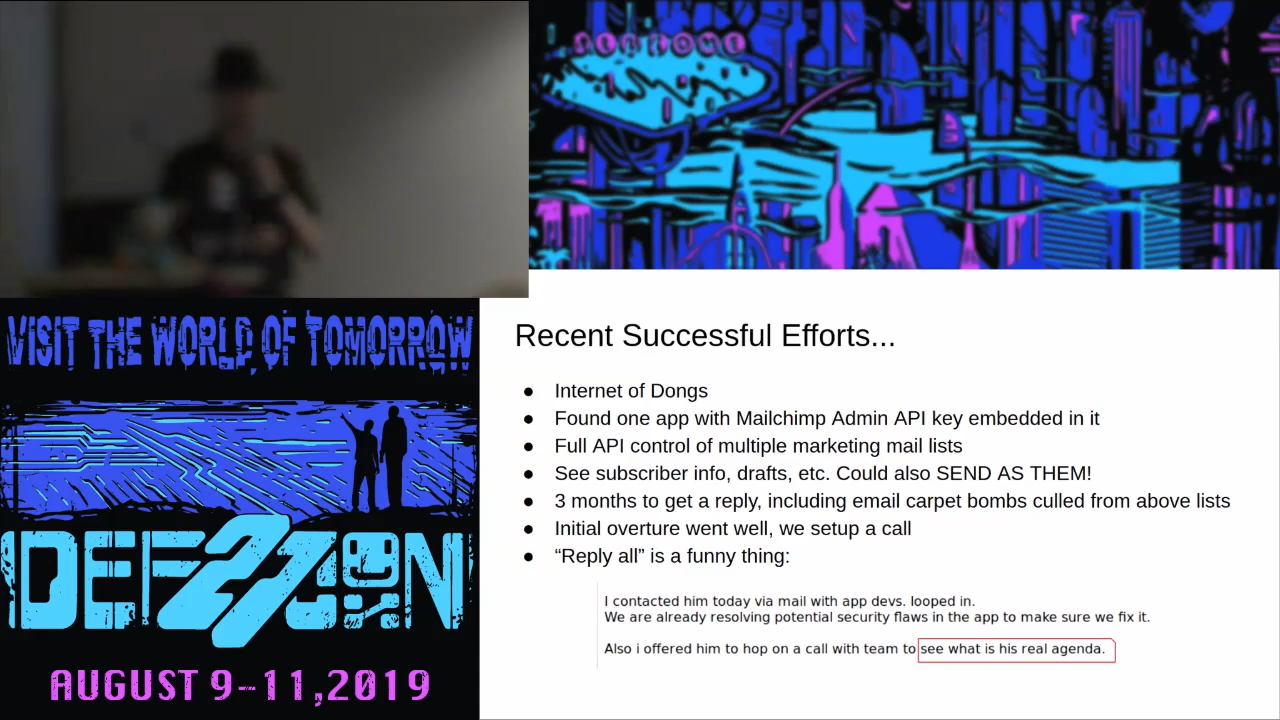 WELCOME
VISIT THE WORLD OF TOMORROW
DEF 27 CON
AUGUST 9-11,2019
Recent Successful Efforts...
● Internet of Dongs
● Found one app with Mailchimp Admin API key embedded in it
● Full API control of multiple marketing mail lists
● See subscriber info, drafts, etc. Could also SEND AS THEM!
● 3 months to get a reply, including email carpet bombs culled from above lists
● Initial overture went well, we setup a call
● “Reply all” is a funny thing:
I contacted him today via mail with app devs. looped in.
We are already resolving potential security flaws in the app to make sure we fix it.
Also i offered him to hop on a call with team to see what is his real agenda.